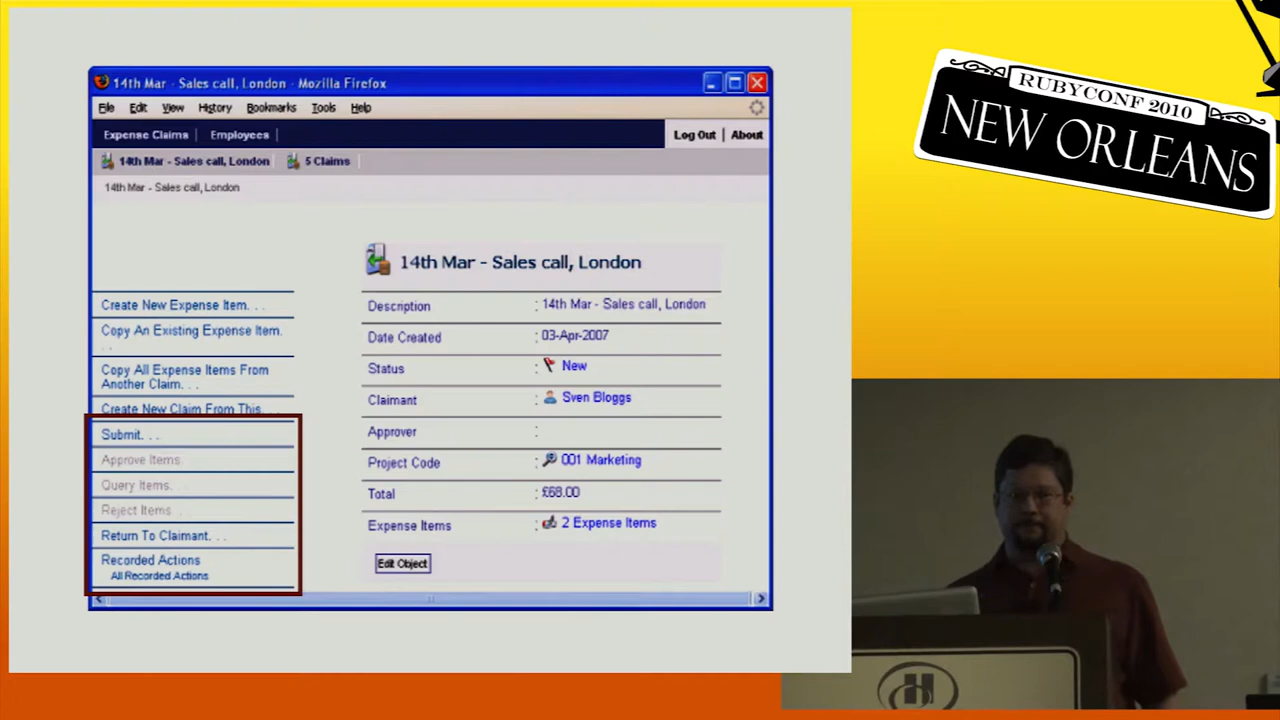 14th Mar - Sales call, London - Mozilla Firefox
File Edit View History Bookmarks Tools Help
Expense Claims | Employees |
Log Out | About
14th Mar - Sales call, London | 5 Claims |
14th Mar - Sales call, London
14th Mar - Sales call, London
Create New Expense Item. . .
Copy An Existing Expense Item.
. .
Copy All Expense Items From
Another Claim. . .
Create New Claim From This. . .
Submit. . .
Approve Items.
Query Items. . .
Reject Items . .
Return To Claimant. . .
Recorded Actions
All Recorded Actions
Description : 14th Mar - Sales call, London
Date Created : 03-Apr-2007
Status : New
Claimant : Sven Bloggs
Approver :
Project Code : 001 Marketing
Total : £68.00
Expense Items : 2 Expense Items
Edit Object
RUBYCONF 2010
NEW ORLEANS
H